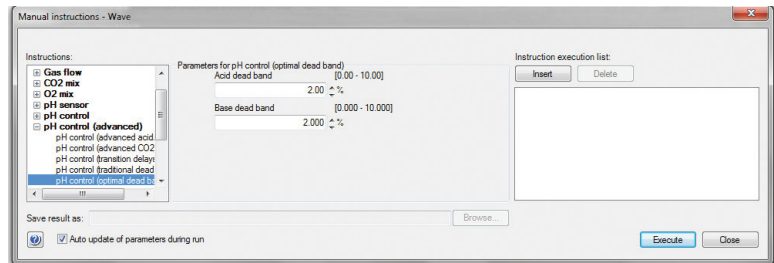 Manual instructions - Wave
Instructions:
Gas flow
CO2 mix
O2 mix
pH sensor
pH control
pH control (advanced)
pH control (advanced acid
pH control (advanced CO2
pH control (transition delays
pH control (traditional dead
pH control (optimal dead ba
Parameters for pH control (optimal dead band)
Acid dead band [0.00 - 10.00]
2.00 %
Base dead band [0.000 - 10.000]
2.000 %
Instruction execution list:
Insert Delete
Save result as: Browse...
Auto update of parameters during run
Execute Close